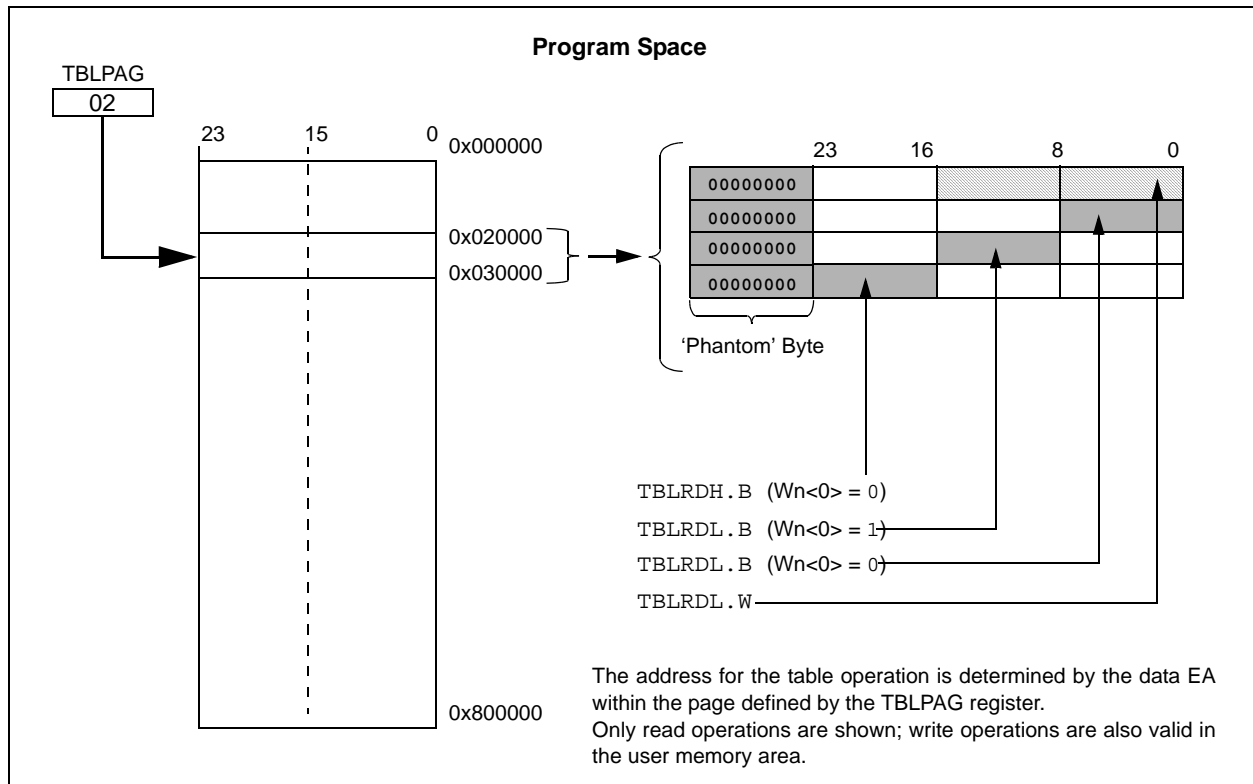 Program Space
TBLPAG
02
23 15 0
0x000000
0x020000
0x030000
0x800000
23 16 8 0
00000000
00000000
00000000
00000000
‘Phantom’ Byte
TBLRDH.B (Wn<0> = 0)
TBLRDL.B (Wn<0> = 1)
TBLRDL.B (Wn<0> = 0)
TBLRDL.W
The address for the table operation is determined by the data EA
within the page defined by the TBLPAG register.
Only read operations are shown; write operations are also valid in
the user memory area.